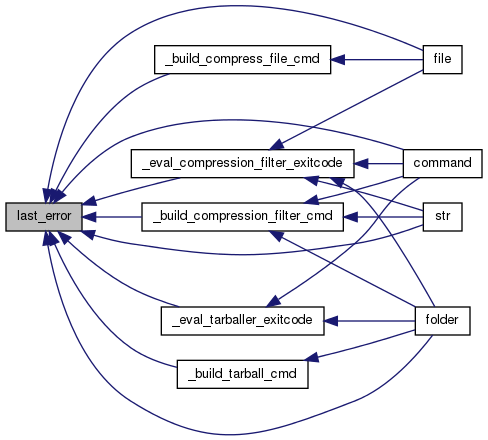 file
_build_compress_file_cmd
_eval_compression_filter_exitcode
command
last_error
_build_compression_filter_cmd
str
_eval_tarballer_exitcode
folder
_build_tarball_cmd